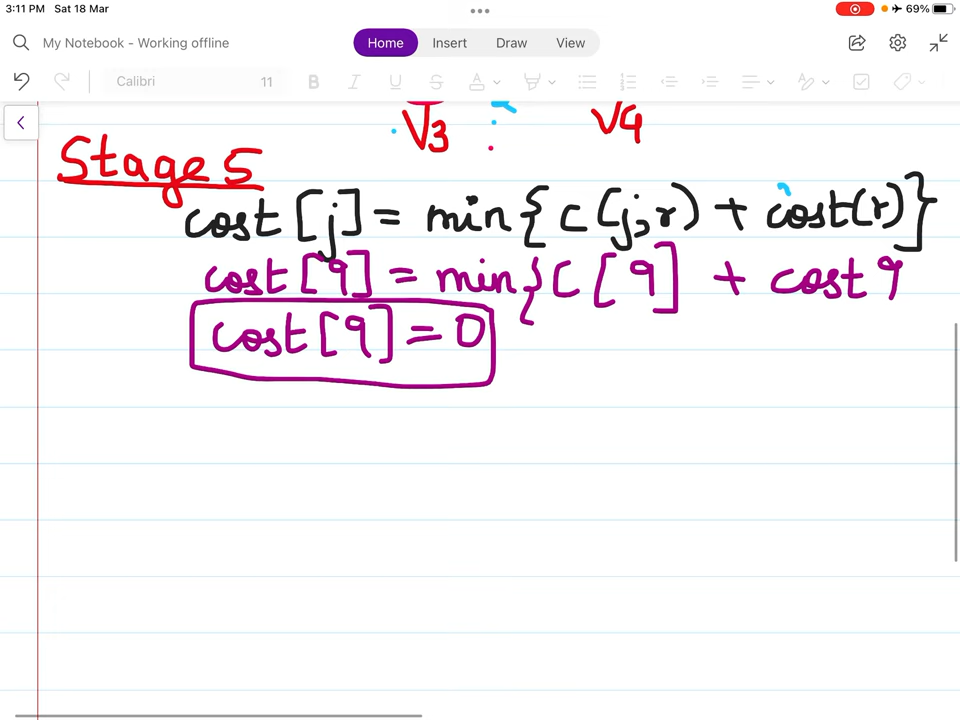 3:11 PM Sat 18 Mar 69%
My Notebook - Working offline Home Insert Draw View
Calibri 11 B I U S A
V3 V4
Stage 5
cost[j] = min{c(j,r) + cost(r)}
cost[9] = min{C[9] + cost 9
cost[9] = 0